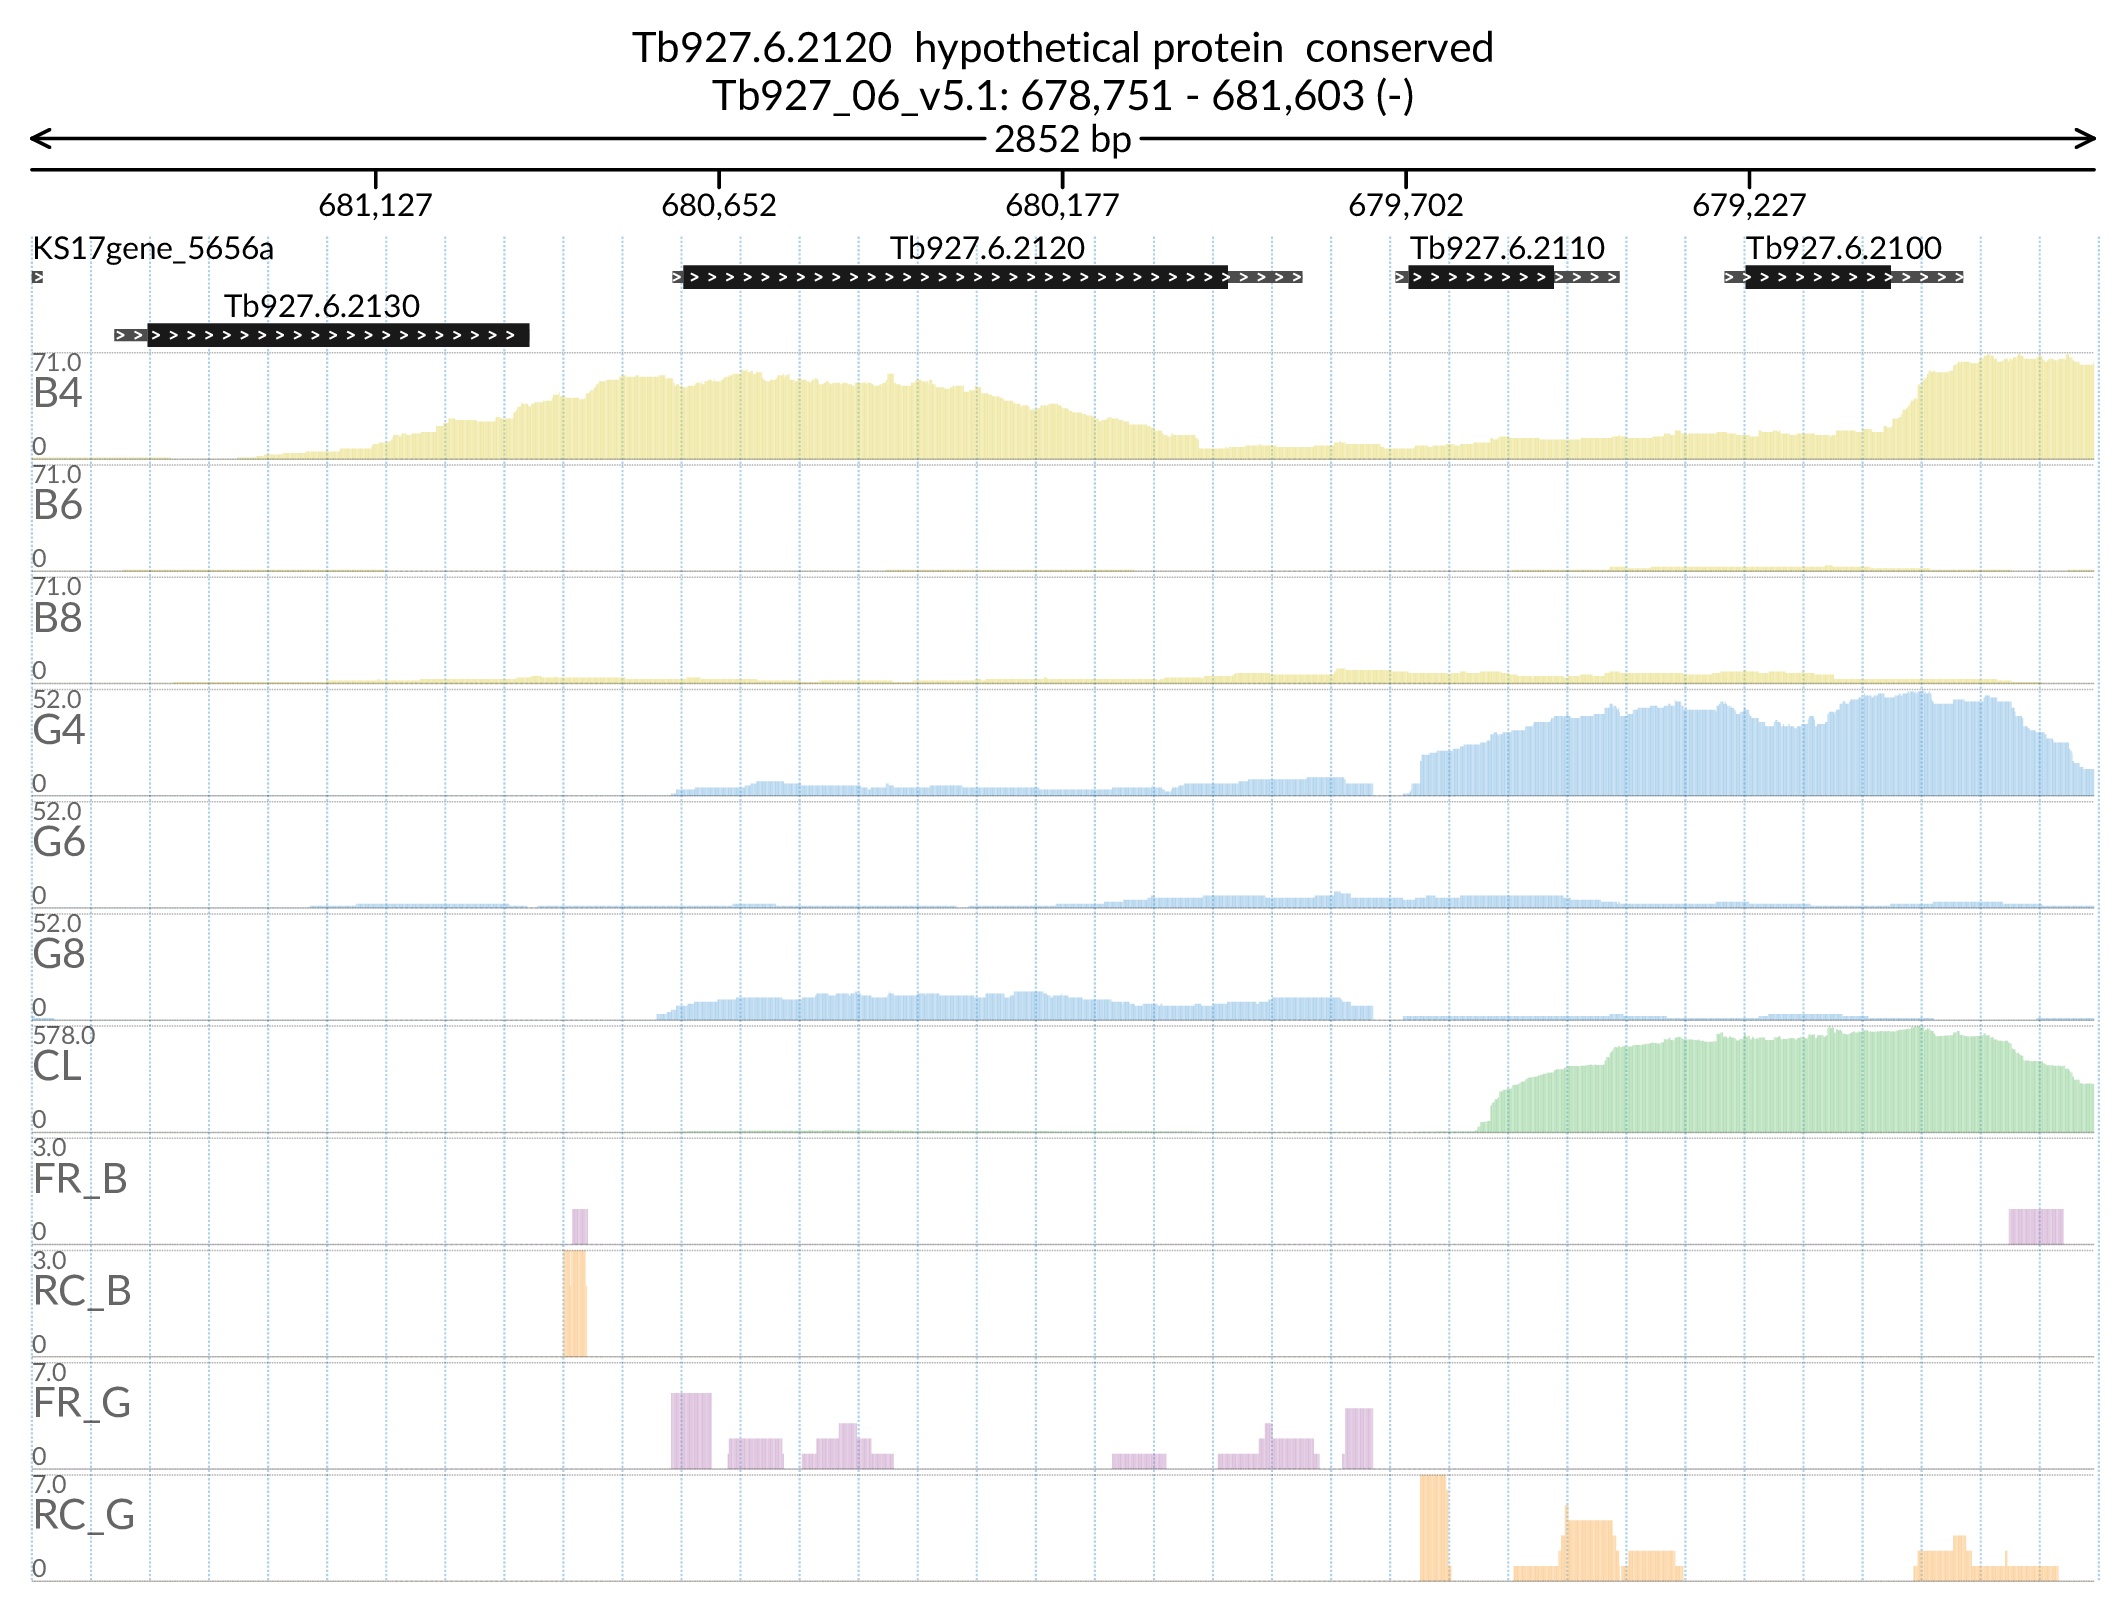 Tb927.6.2120  hypothetical protein  conserved
Tb927_06_v5.1: 678,751 - 681,603 (-)
2852 bp
681,127 680,652 680,177 679,702 679,227
KS17gene_5656a Tb927.6.2120 Tb927.6.2110 Tb927.6.2100
Tb927.6.2130
71.0
B4
0
71.0
B6
0
71.0
B8
0
52.0
G4
0
52.0
G6
0
52.0
G8
0
578.0
CL
0
3.0
FR_B
0
3.0
RC_B
0
7.0
FR_G
0
7.0
RC_G
0